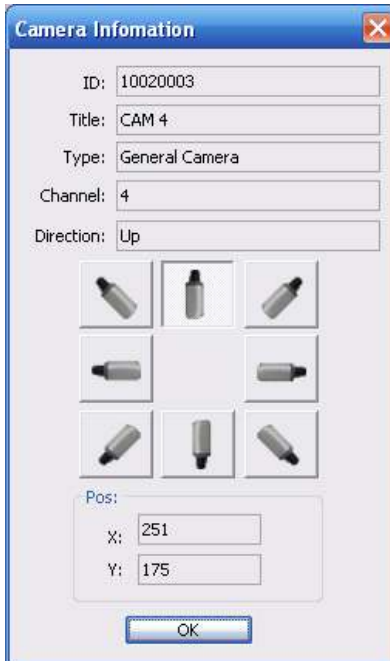 Camera Infomation
ID: 10020003
Title: CAM 4
Type: General Camera
Channel: 4
Direction: Up
Pos:
X: 251
Y: 175
OK